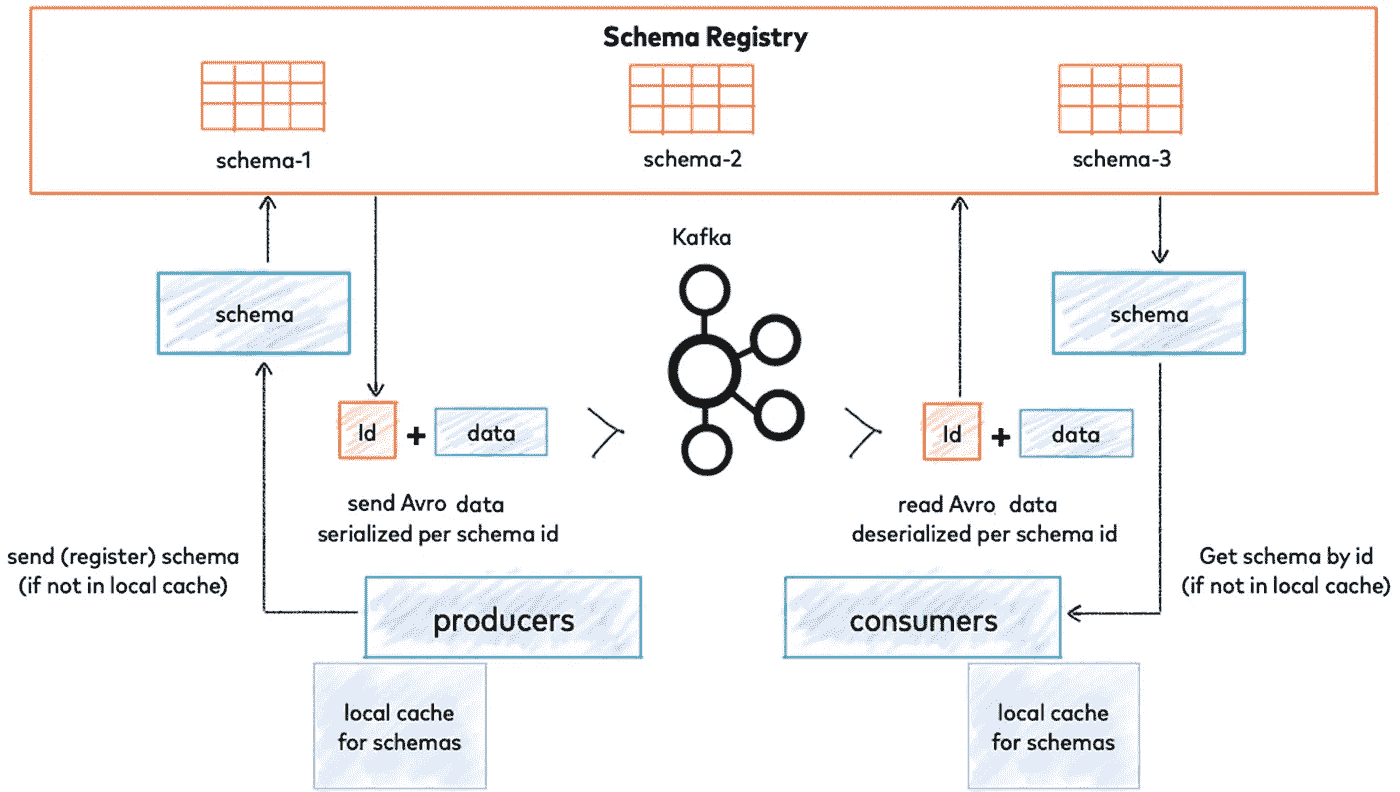 Schema Registry
schema-1
schema-2
schema-3
Kafka
schema
schema
Id
+
data
Id
+
data
send Avro data
serialized per schema id
read Avro data
deserialized per schema id
send (register) schema
(if not in local cache)
Get schema by id
(if not in local cache)
producers
consumers
local cache
for schemas
local cache
for schemas